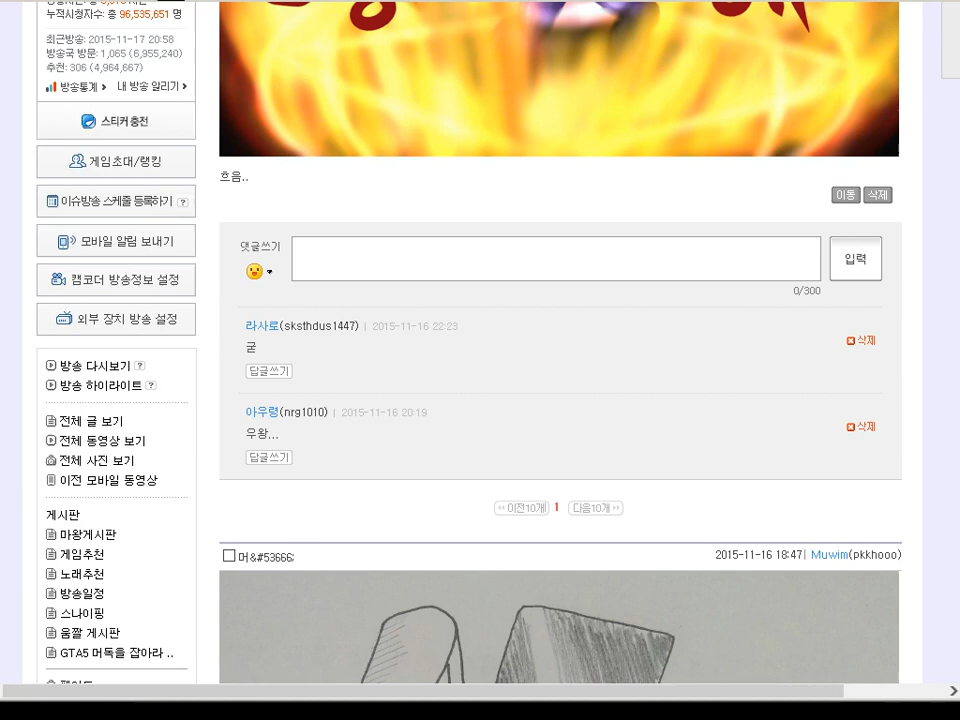 누적시청자수: 총 96,535,651 명
최근방송: 2015-11-17 20:58
방송국 방문: 1,065 (6,955,240)
추천: 306 (4,964,667)
방송통계 내 방송 알리기
스티커충전
게임초대/랭킹
이슈방송 스케줄 등록하기 ?
모바일 알림 보내기
캠코더 방송정보 설정
외부 장치 방송 설정
방송 다시보기 ?
방송 하이라이트 ?
전체 글 보기
전체 동영상 보기
전체 사진 보기
이전 모바일 동영상
게시판
마왕게시판
게임추천
노래추천
방송일정
스나이핑
움짤 게시판
GTA5 머독을 잡아라 ..
흐음..
이동 삭제
댓글쓰기
입력
0/300
라사로(sksthdus1447) | 2015-11-16 22:23
굳
삭제
답글쓰기
아우령(nrg1010) | 2015-11-16 20:19
우왕...
삭제
답글쓰기
이전10개 1 다음10개
머&#53666; 2015-11-16 18:47| Muwim(pkkhooo)